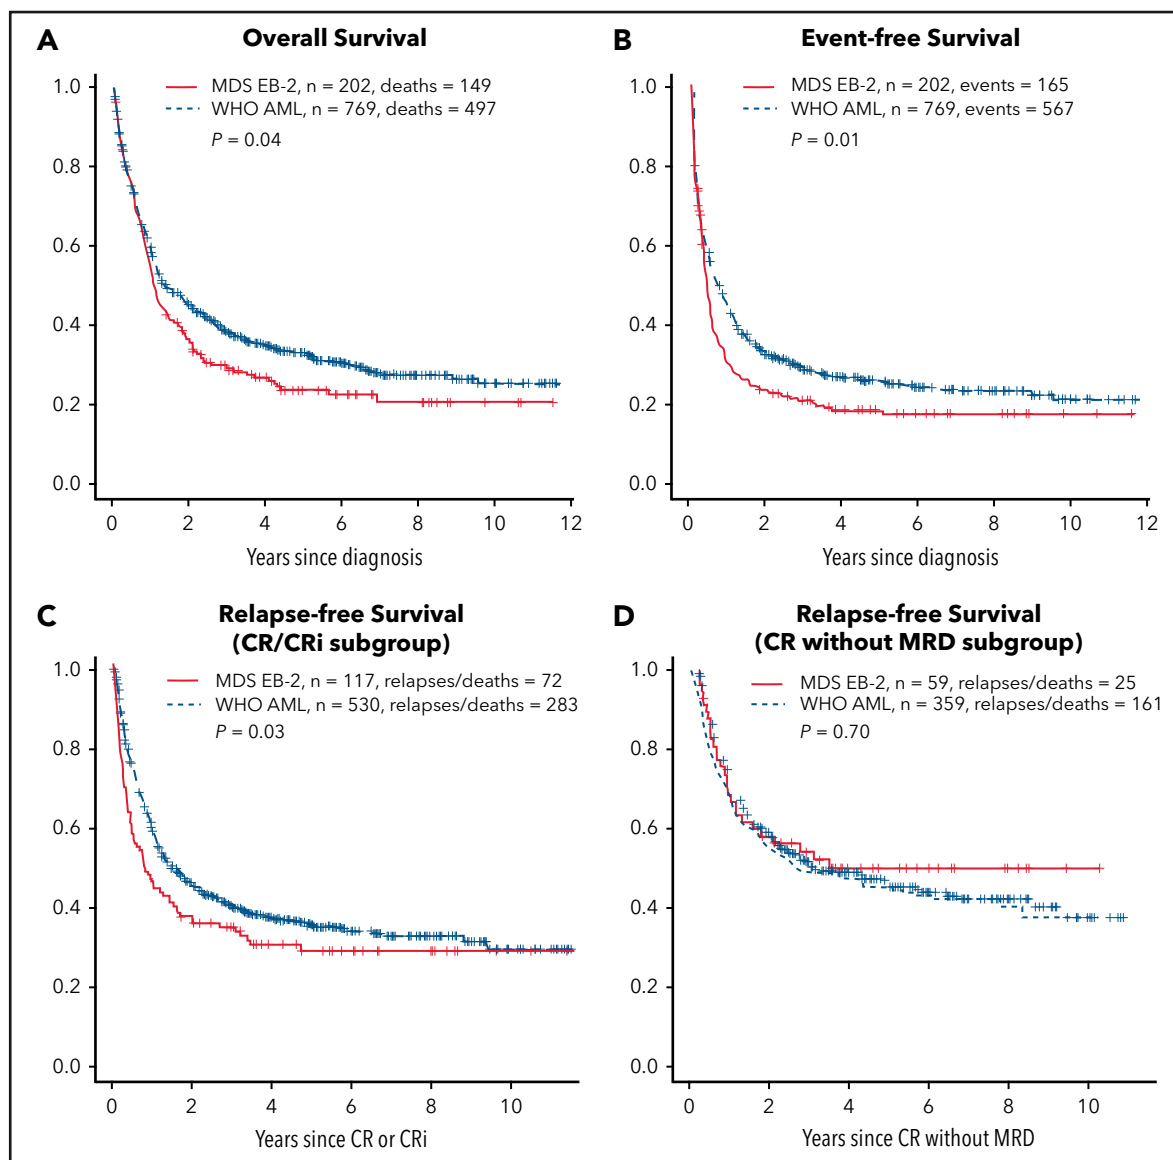 A
Overall Survival
MDS EB-2, n = 202, deaths = 149
WHO AML, n = 769, deaths = 497
P = 0.04
1.0
0.8
0.6
0.4
0.2
0.0
0 2 4 6 8 10 12
Years since diagnosis
B
Event-free Survival
MDS EB-2, n = 202, events = 165
WHO AML, n = 769, events = 567
P = 0.01
1.0
0.8
0.6
0.4
0.2
0.0
0 2 4 6 8 10 12
Years since diagnosis
C
Relapse-free Survival
(CR/CRi subgroup)
MDS EB-2, n = 117, relapses/deaths = 72
WHO AML, n = 530, relapses/deaths = 283
P = 0.03
1.0
0.8
0.6
0.4
0.2
0.0
0 2 4 6 8 10
Years since CR or CRi
D
Relapse-free Survival
(CR without MRD subgroup)
MDS EB-2, n = 59, relapses/deaths = 25
WHO AML, n = 359, relapses/deaths = 161
P = 0.70
1.0
0.8
0.6
0.4
0.2
0.0
0 2 4 6 8 10
Years since CR without MRD